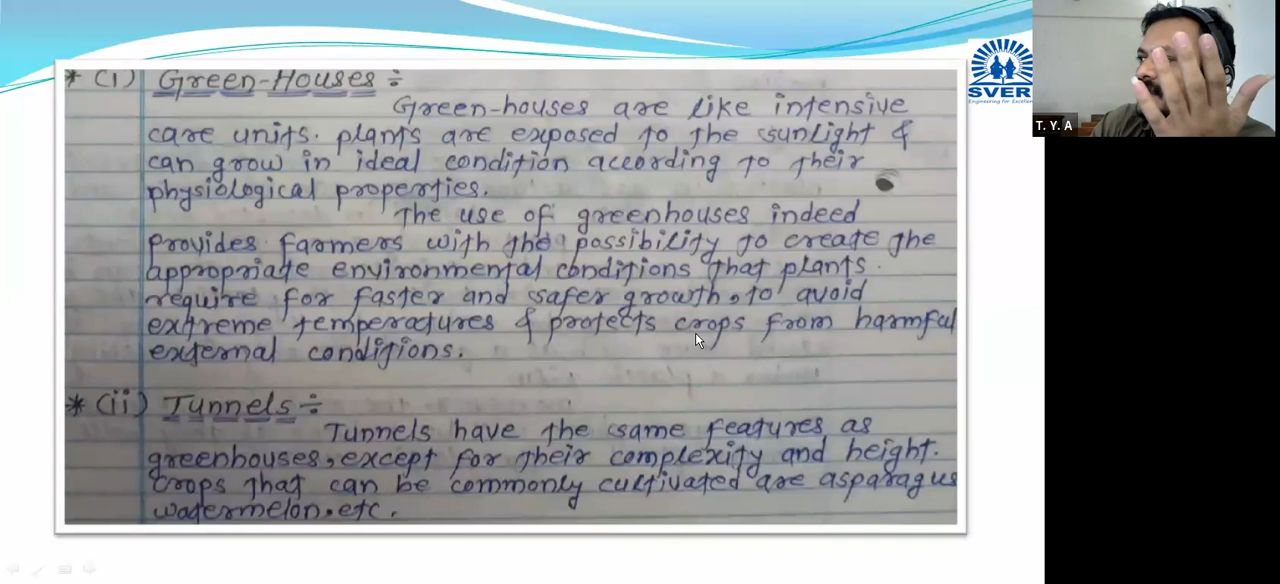 * (i) Green-Houses :-
Green-houses are like intensive
care units. plants are exposed to the sunlight &
can grow in ideal condition according to their
physiological properties.
The use of greenhouses indeed
provides farmers with the possibility to create the
appropriate environmental conditions that plants
require for faster and safer growth, to avoid
extreme temperatures & protects crops from harmful
external conditions.
* (ii) Tunnels :-
Tunnels have the same features as
greenhouses, except for their complexity and height.
crops that can be commonly cultivated are asparagus
watermelon, etc.
SVER
Engineering for Excellen
T. Y. A